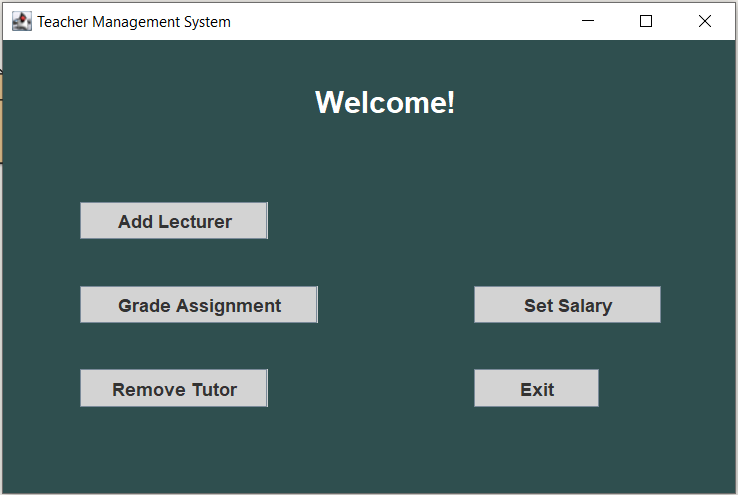 Teacher Management System
Welcome!
Add Lecturer
Grade Assignment
Set Salary
Remove Tutor
Exit